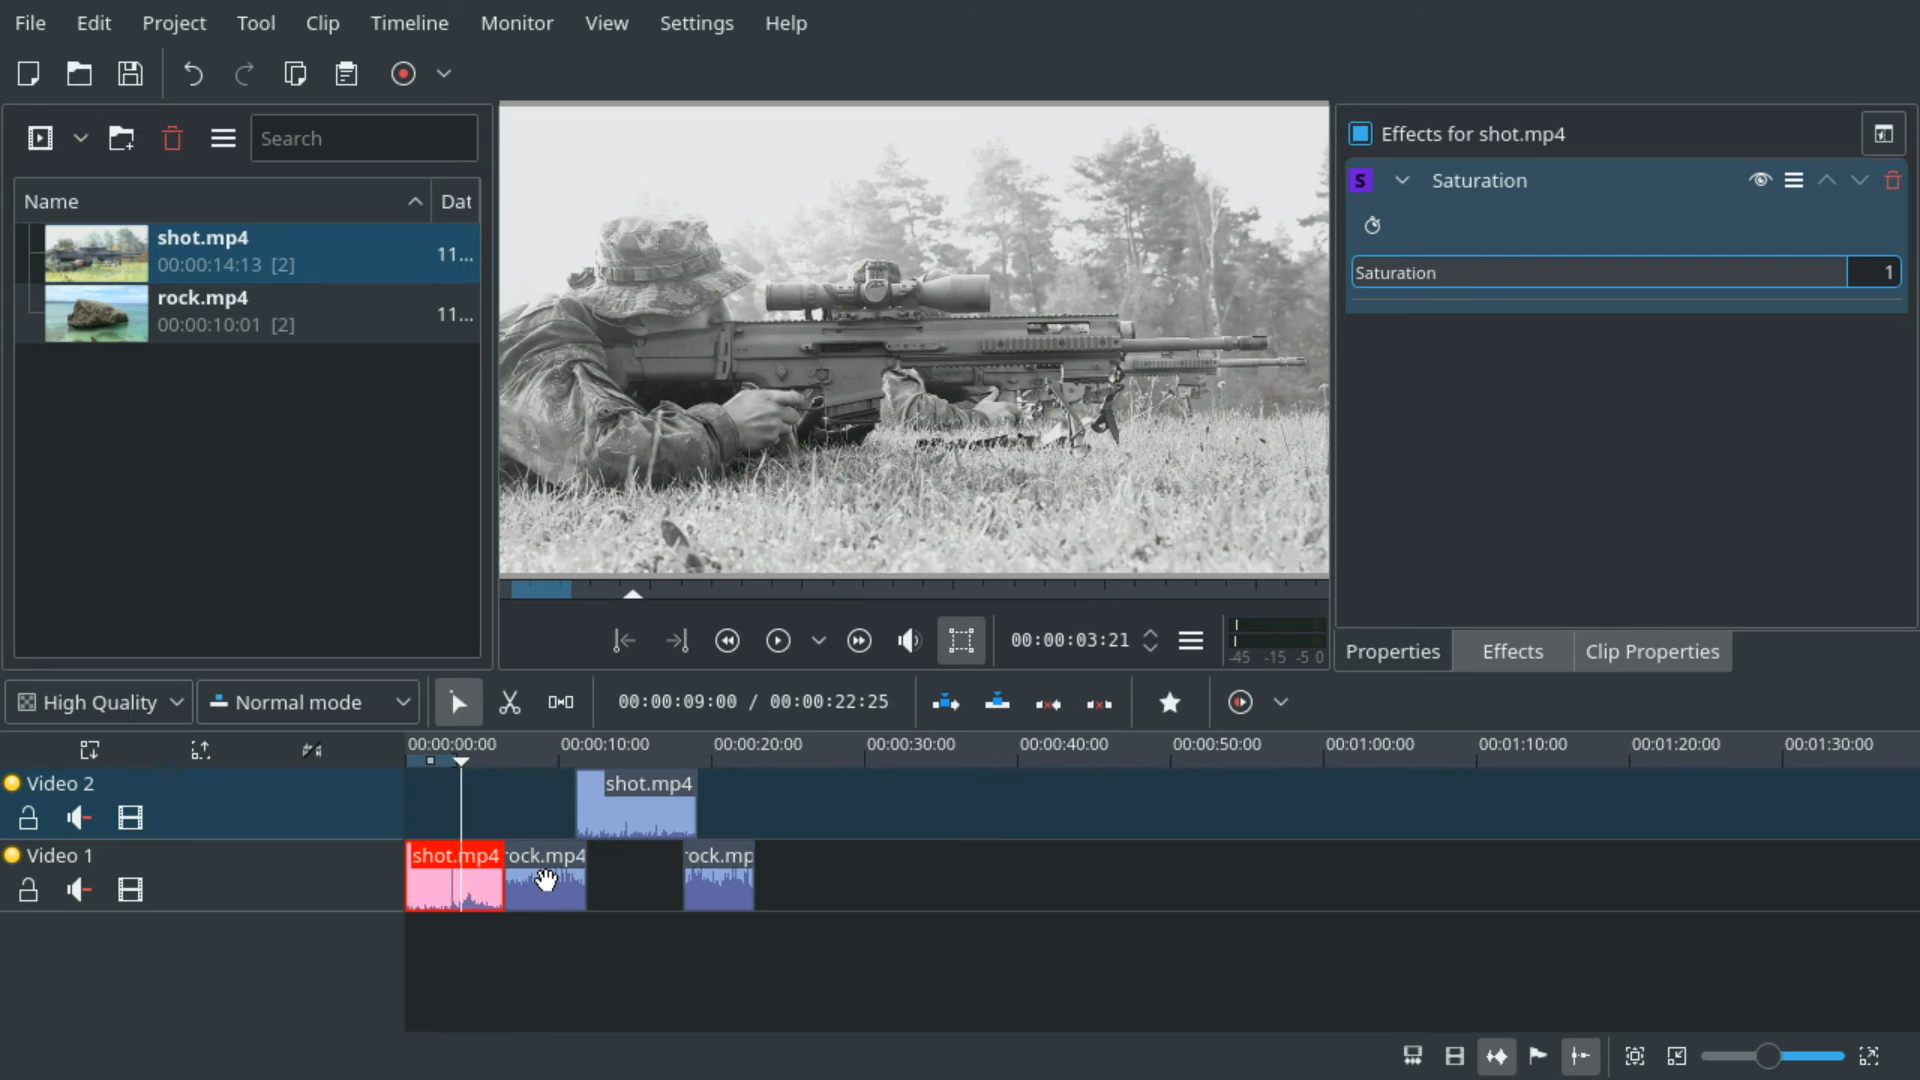 File Edit Project Tool Clip Timeline Monitor View Settings Help
Search
Name Dat
shot.mp4
00:00:14:13 [2] 11...
rock.mp4
00:00:10:01 [2] 11...
Effects for shot.mp4
S Saturation
Saturation 1
00:00:03:21
-45 -15 -5 0
Properties Effects Clip Properties
High Quality Normal mode 00:00:09:00 / 00:00:22:25
00:00:00:00 00:00:10:00 00:00:20:00 00:00:30:00 00:00:40:00 00:00:50:00 00:01:00:00 00:01:10:00 00:01:20:00 00:01:30:00
Video 2 shot.mp4
Video 1 shot.mp4 rock.mp4 rock.mp